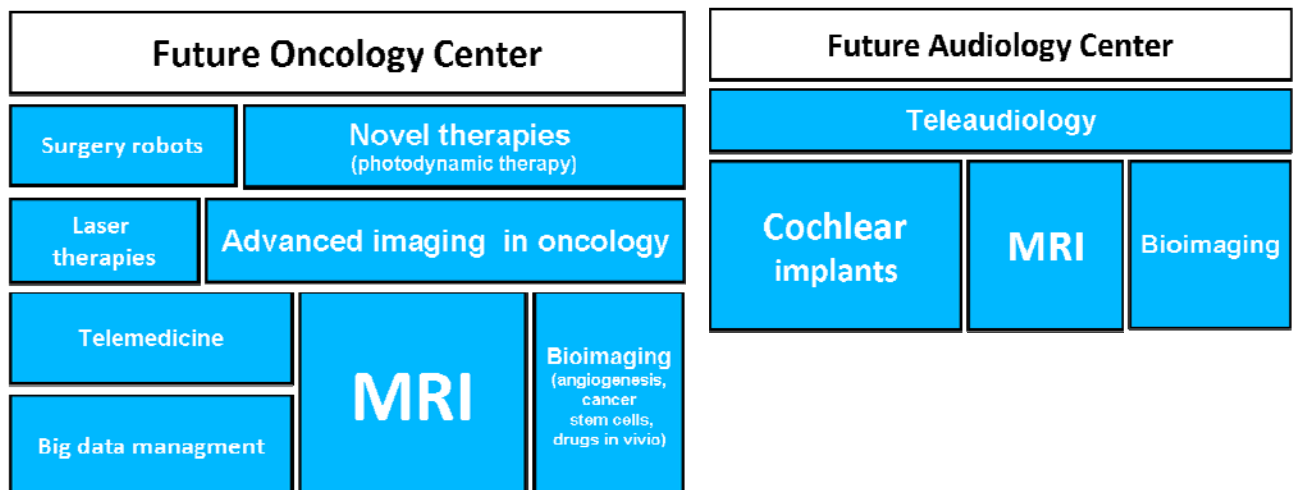 Future Oncology Center
Surgery robots
Novel therapies
(photodynamic therapy)
Laser
therapies
Advanced imaging in oncology
Telemedicine
Big data managment
MRI
Bioimaging
(angiogenesis,
cancer
stem cells,
drugs in vivio)
Future Audiology Center
Teleaudiology
Cochlear
implants
MRI
Bioimaging